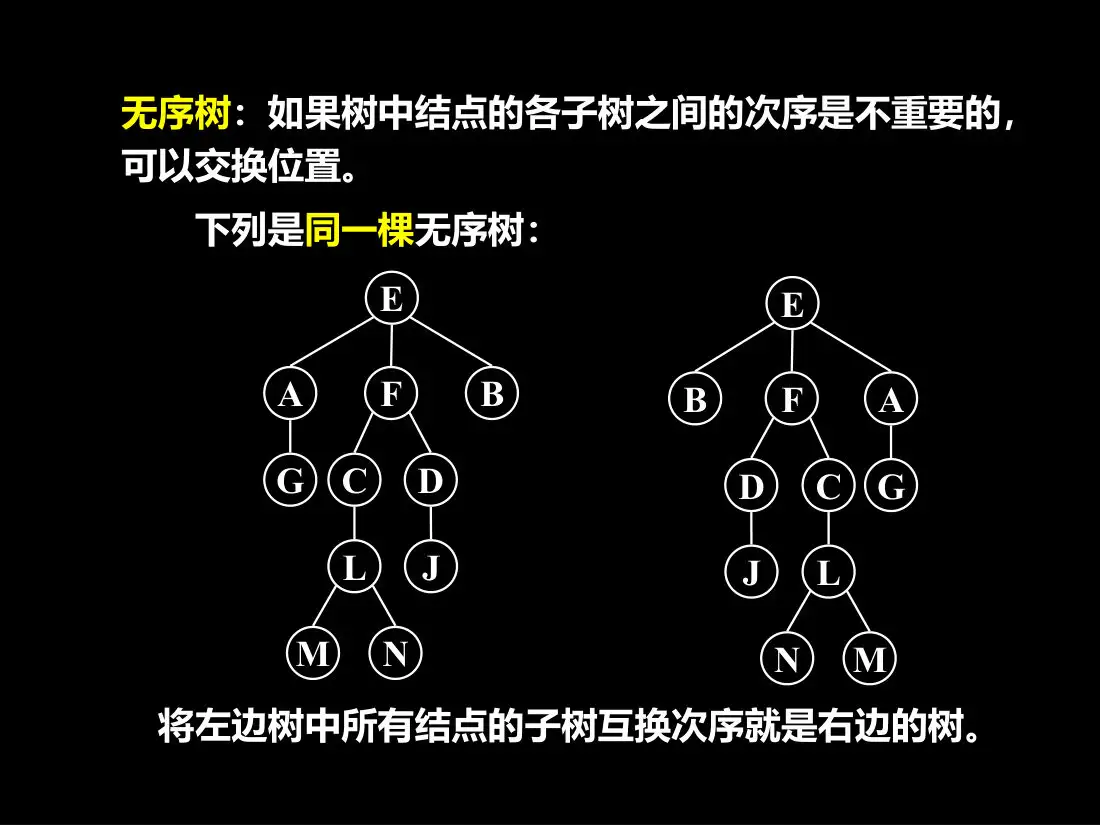 无序树：如果树中结点的各子树之间的次序是不重要的，
可以交换位置。
下列是同一棵无序树：
E E
A F B B F A
G C D D C G
L J J L
M N N M
将左边树中所有结点的子树互换次序就是右边的树。